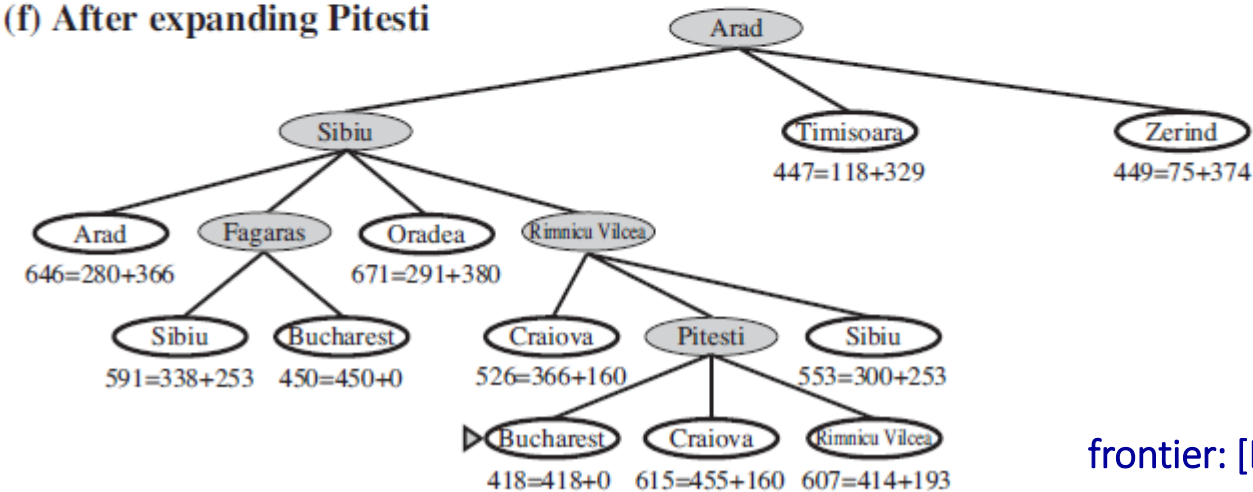 (f) After expanding Pitesti
Arad
Sibiu
Timisoara
Zerind
447=118+329
449=75+374
Arad
Fagaras
Oradea
Rimnicu Vilcea
646=280+366
671=291+380
Sibiu
Bucharest
Craiova
Pitesti
Sibiu
591=338+253
450=450+0
526=366+160
553=300+253
Bucharest
Craiova
Rimnicu Vilcea
418=418+0
615=455+160
607=414+193
frontier: [